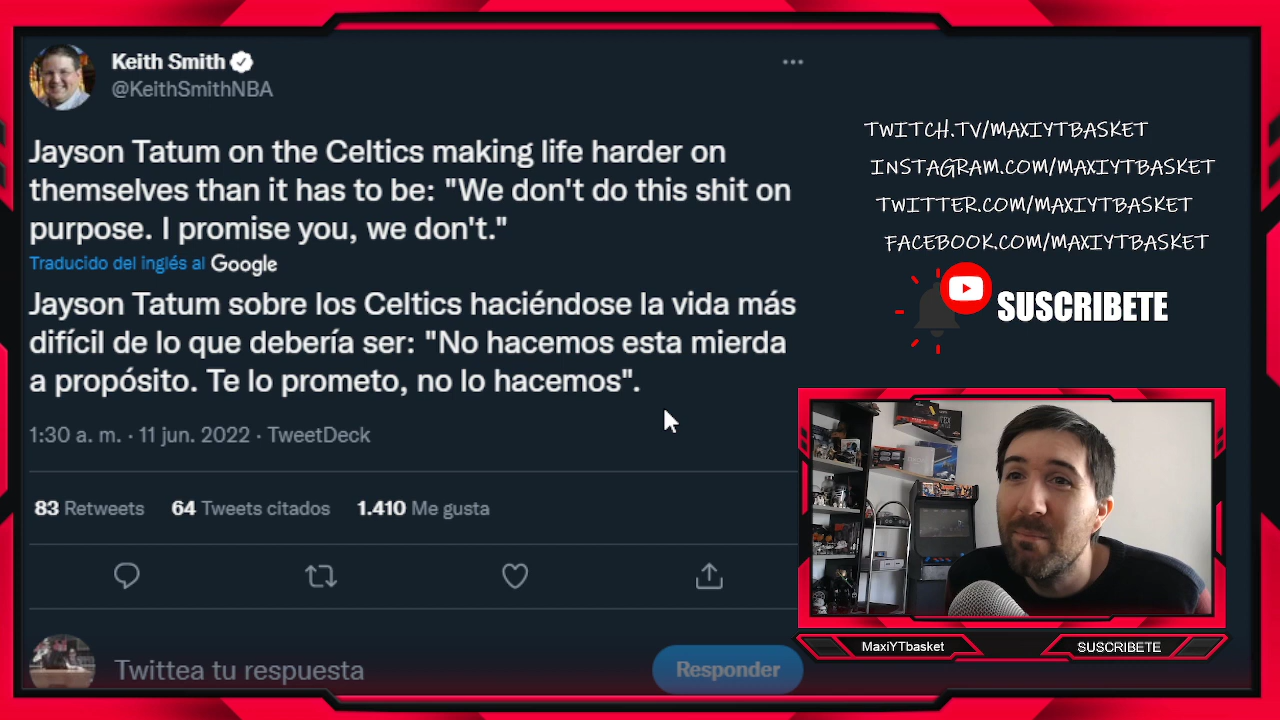 Keith Smith
@KeithSmithNBA
Jayson Tatum on the Celtics making life harder on
themselves than it has to be: "We don't do this shit on
purpose. I promise you, we don't."
Traducido del inglés al Google
Jayson Tatum sobre los Celtics haciéndose la vida más
difícil de lo que debería ser: "No hacemos esta mierda
a propósito. Te lo prometo, no lo hacemos".
1:30 a. m. · 11 jun. 2022 · TweetDeck
83 Retweets 64 Tweets citados 1.410 Me gusta
Twittea tu respuesta
Responder
TWITCH.TV/MAXIYTBASKET
INSTAGRAM.COM/MAXIYTBASKET
TWITTER.COM/MAXIYTBASKET
FACEBOOK.COM/MAXIYTBASKET
SUSCRIBETE
MaxiYTbasket
SUSCRIBETE